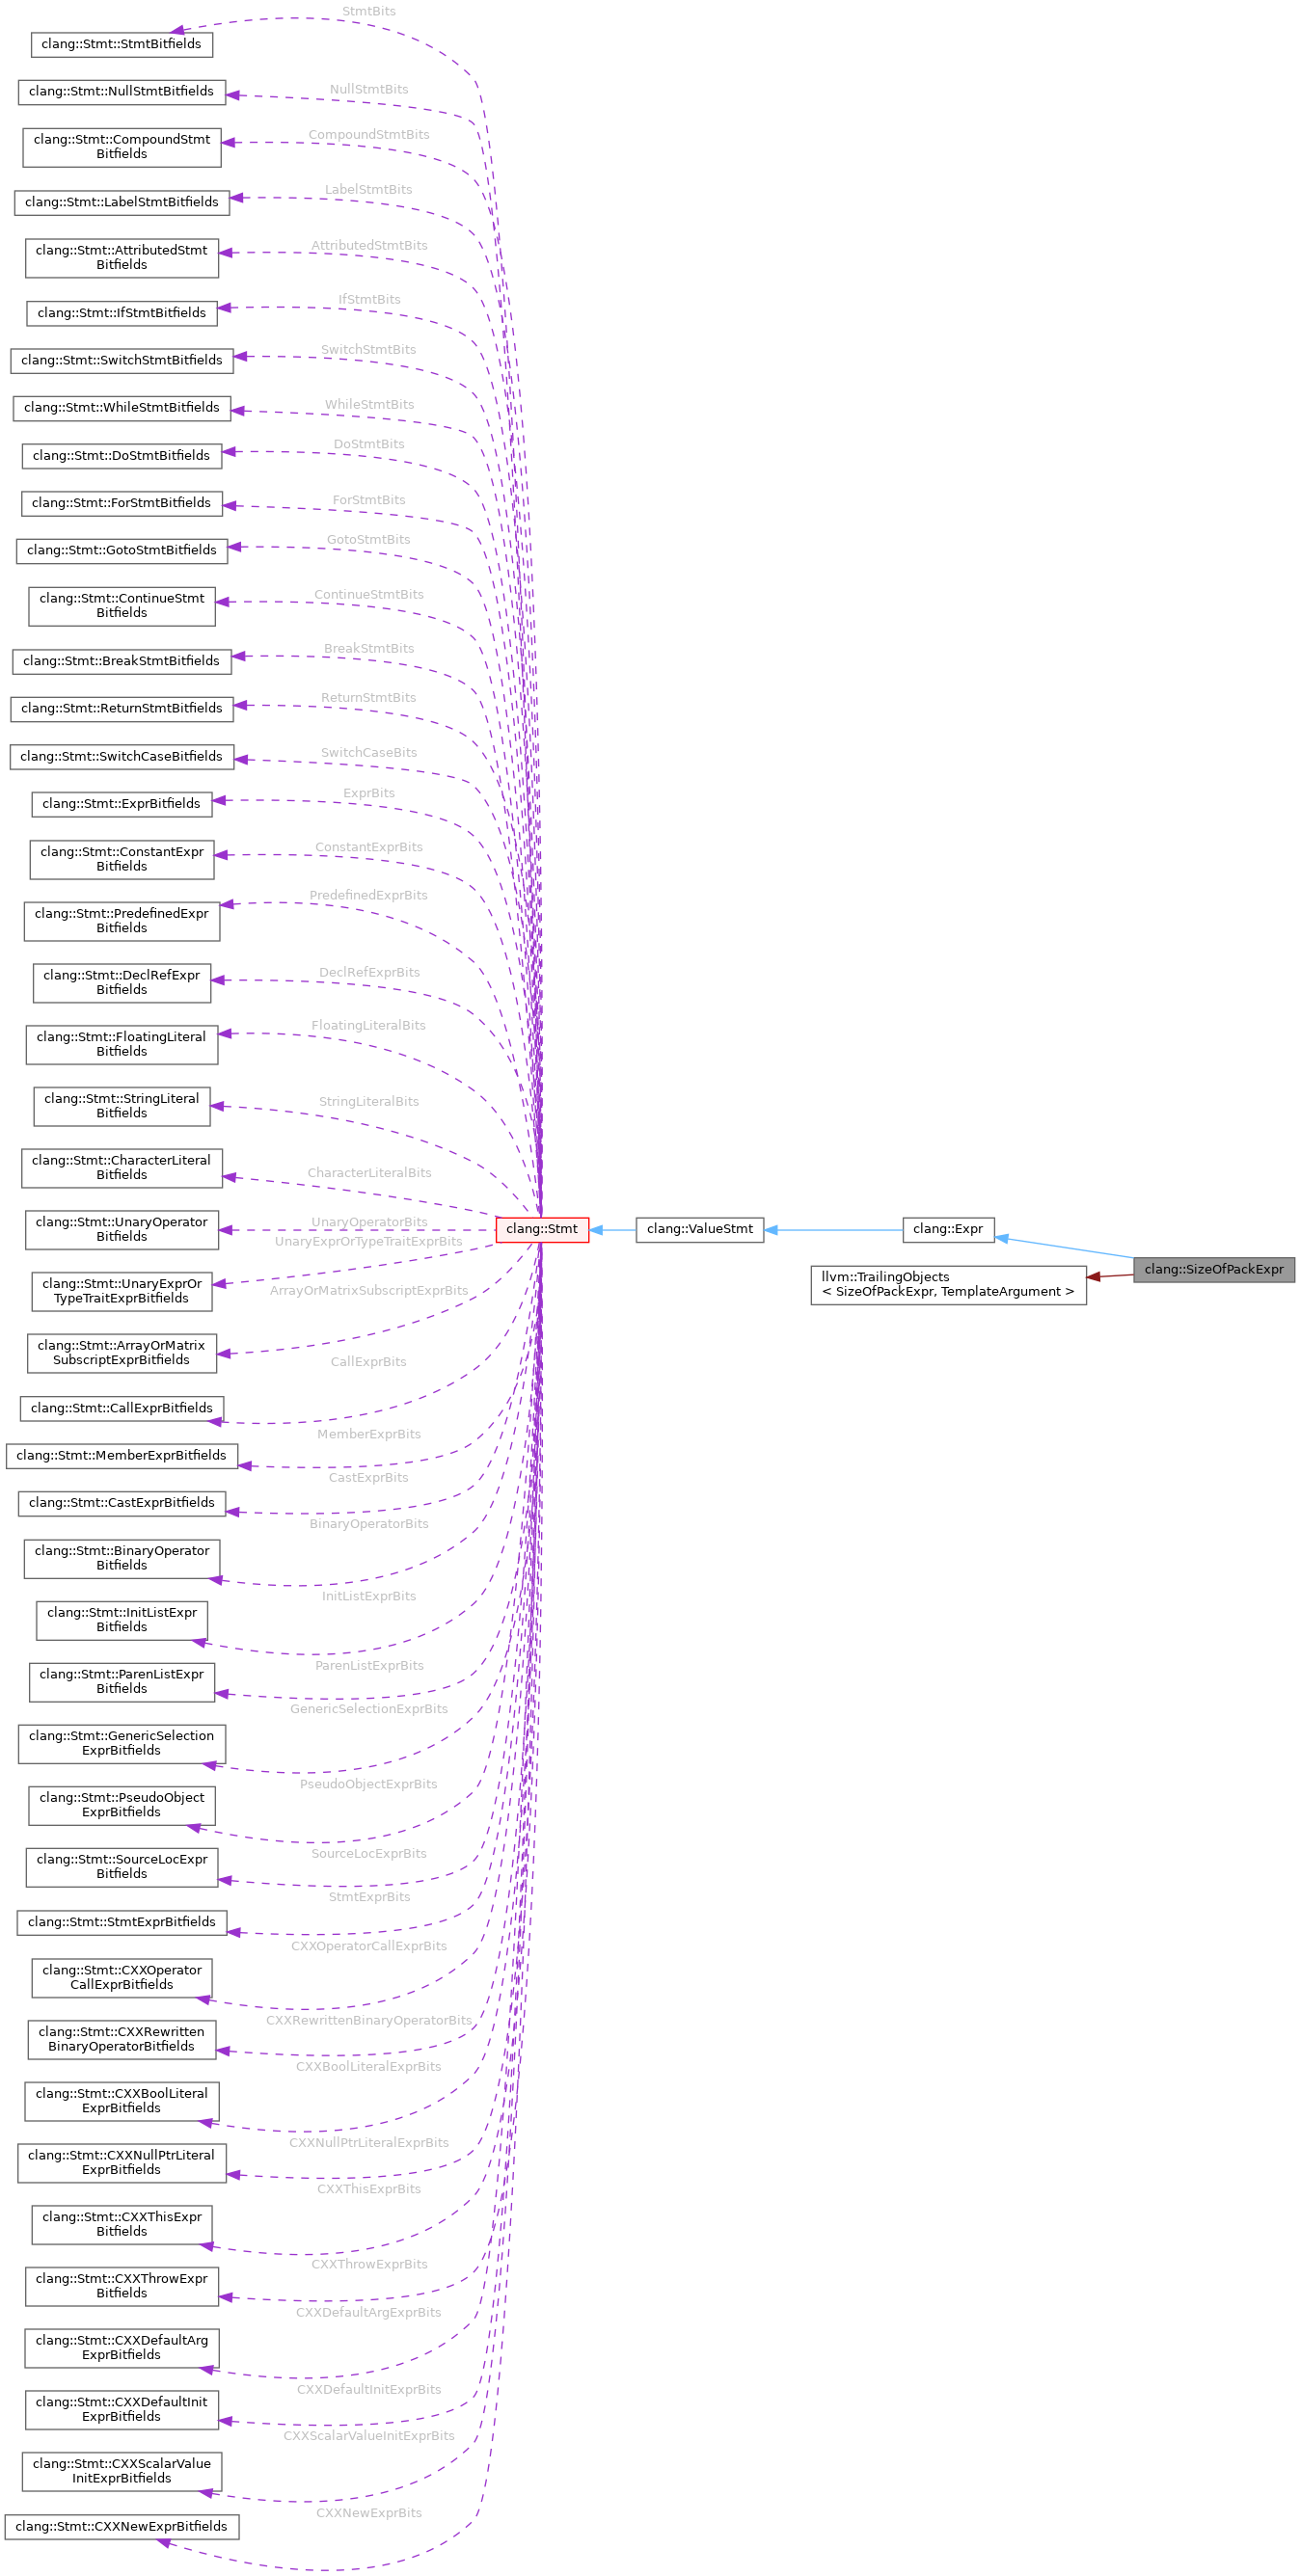 StmtBits
clang::Stmt::StmtBitfields
NullStmtBits
clang::Stmt::NullStmtBitfields
CompoundStmtBits
clang::Stmt::CompoundStmt
Bitfields
LabelStmtBits
clang::Stmt::LabelStmtBitfields
AttributedStmtBits
clang::Stmt::AttributedStmt
Bitfields
IfStmtBits
clang::Stmt::IfStmtBitfields
SwitchStmtBits
clang::Stmt::SwitchStmtBitfields
WhileStmtBits
clang::Stmt::WhileStmtBitfields
DoStmtBits
clang::Stmt::DoStmtBitfields
ForStmtBits
clang::Stmt::ForStmtBitfields
GotoStmtBits
clang::Stmt::GotoStmtBitfields
ContinueStmtBits
clang::Stmt::ContinueStmt
Bitfields
BreakStmtBits
clang::Stmt::BreakStmtBitfields
ReturnStmtBits
clang::Stmt::ReturnStmtBitfields
SwitchCaseBits
clang::Stmt::SwitchCaseBitfields
ExprBits
clang::Stmt::ExprBitfields
ConstantExprBits
clang::Stmt::ConstantExpr
Bitfields
PredefinedExprBits
clang::Stmt::PredefinedExpr
Bitfields
DeclRefExprBits
clang::Stmt::DeclRefExpr
Bitfields
FloatingLiteralBits
clang::Stmt::FloatingLiteral
Bitfields
StringLiteralBits
clang::Stmt::StringLiteral
Bitfields
CharacterLiteralBits
clang::Stmt::CharacterLiteral
Bitfields
UnaryOperatorBits
clang::Stmt::UnaryOperator
Bitfields
clang::Stmt
clang::ValueStmt
clang::Expr
clang::SizeOfPackExpr
llvm::TrailingObjects
< SizeOfPackExpr, TemplateArgument >
UnaryExprOrTypeTraitExprBits
clang::Stmt::UnaryExprOr
TypeTraitExprBitfields
ArrayOrMatrixSubscriptExprBits
clang::Stmt::ArrayOrMatrix
SubscriptExprBitfields
CallExprBits
clang::Stmt::CallExprBitfields
MemberExprBits
clang::Stmt::MemberExprBitfields
CastExprBits
clang::Stmt::CastExprBitfields
BinaryOperatorBits
clang::Stmt::BinaryOperator
Bitfields
InitListExprBits
clang::Stmt::InitListExpr
Bitfields
ParenListExprBits
clang::Stmt::ParenListExpr
Bitfields
GenericSelectionExprBits
clang::Stmt::GenericSelection
ExprBitfields
PseudoObjectExprBits
clang::Stmt::PseudoObject
ExprBitfields
SourceLocExprBits
clang::Stmt::SourceLocExpr
Bitfields
StmtExprBits
clang::Stmt::StmtExprBitfields
CXXOperatorCallExprBits
clang::Stmt::CXXOperator
CallExprBitfields
CXXRewrittenBinaryOperatorBits
clang::Stmt::CXXRewritten
BinaryOperatorBitfields
CXXBoolLiteralExprBits
clang::Stmt::CXXBoolLiteral
ExprBitfields
CXXNullPtrLiteralExprBits
clang::Stmt::CXXNullPtrLiteral
ExprBitfields
CXXThisExprBits
clang::Stmt::CXXThisExpr
Bitfields
CXXThrowExprBits
clang::Stmt::CXXThrowExpr
Bitfields
CXXDefaultArgExprBits
clang::Stmt::CXXDefaultArg
ExprBitfields
CXXDefaultInitExprBits
clang::Stmt::CXXDefaultInit
ExprBitfields
CXXScalarValueInitExprBits
clang::Stmt::CXXScalarValue
InitExprBitfields
CXXNewExprBits
clang::Stmt::CXXNewExprBitfields